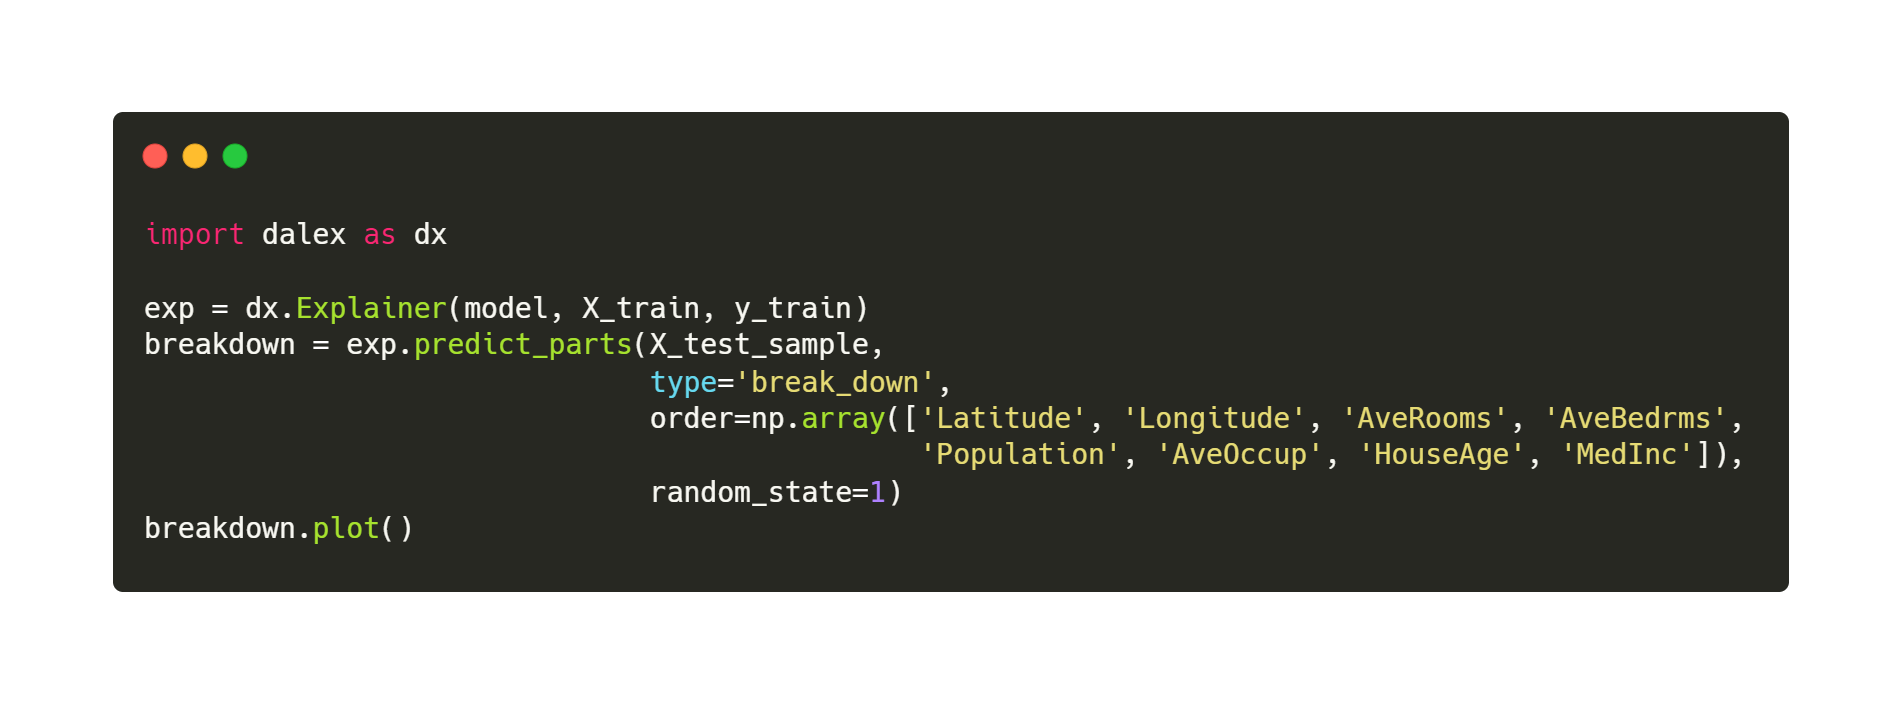 import dalex as dx
exp = dx.Explainer(model, X_train, y_train)
breakdown = exp.predict_parts(X_test_sample,
type='break_down',
order=np.array(['Latitude', 'Longitude', 'AveRooms', 'AveBedrms',
'Population', 'AveOccup', 'HouseAge', 'MedInc']),
random_state=1)
breakdown.plot()